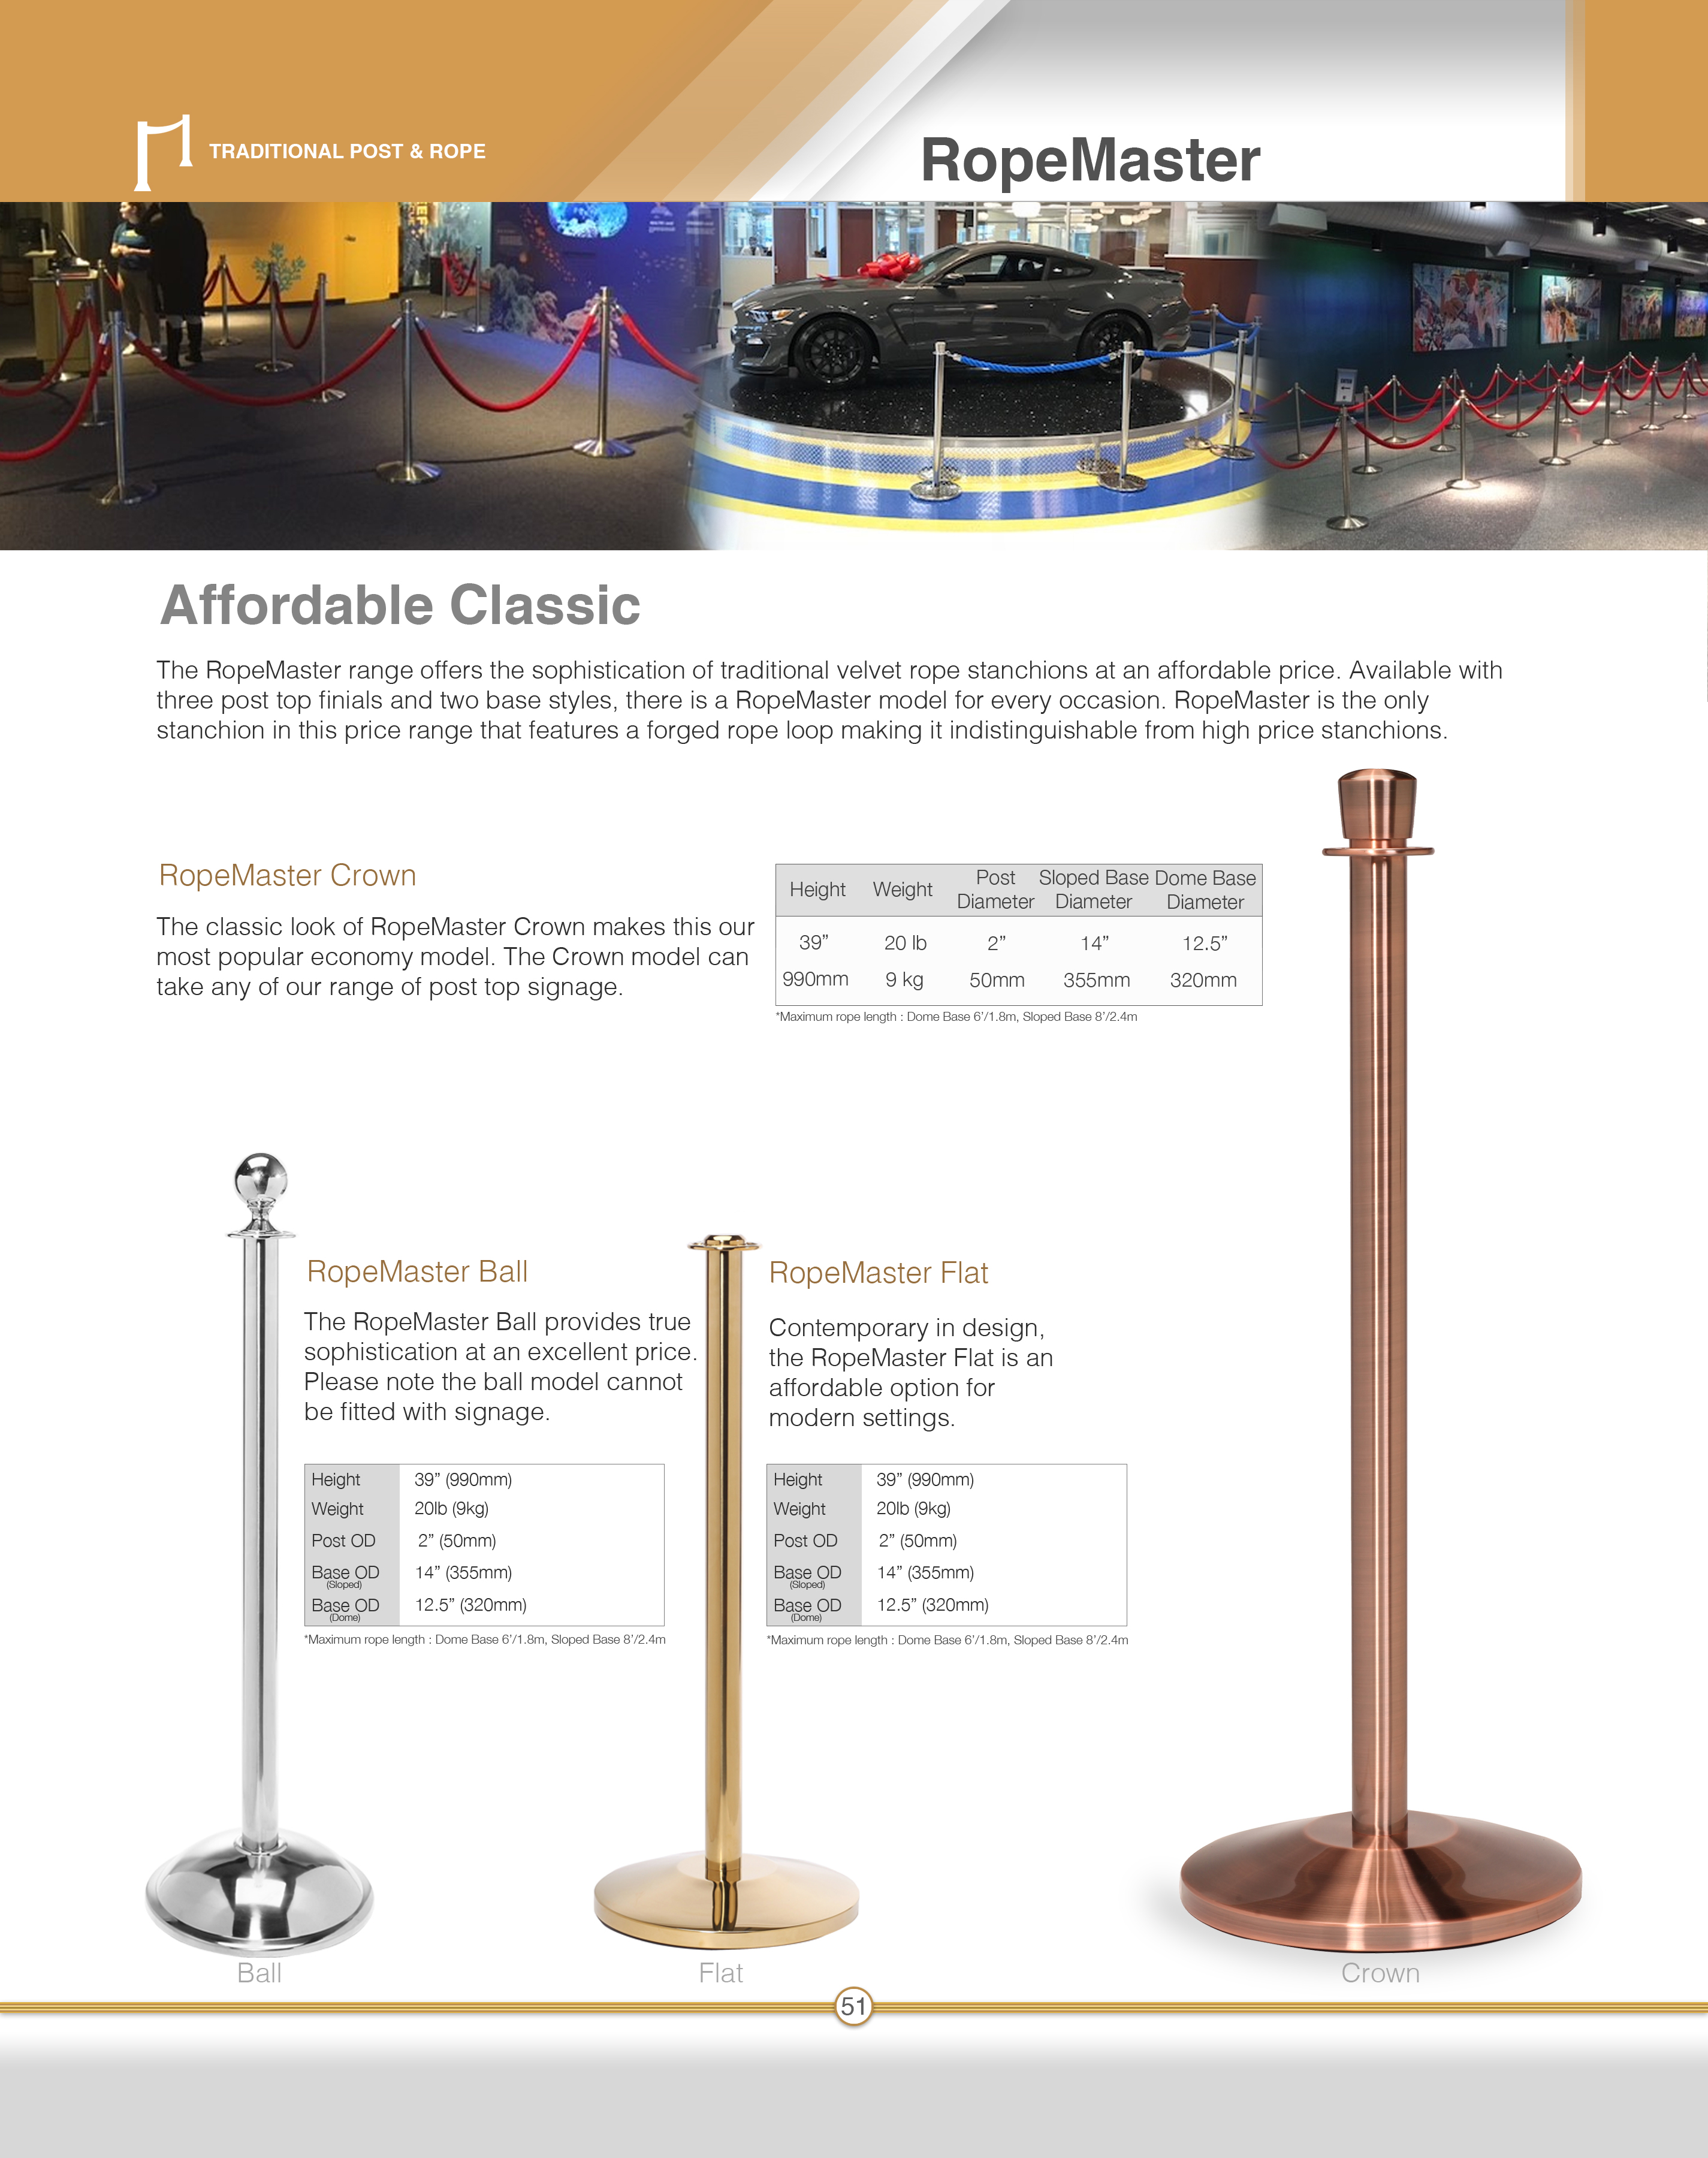 TRADITIONAL POST & ROPE
RopeMaster
Affordable Classic
The RopeMaster range offers the sophistication of traditional velvet rope stanchions at an affordable price. Available with
three post top finials and two base styles, there is a RopeMaster model for every occasion. RopeMaster is the only
stanchion in this price range that features a forged rope loop making it indistinguishable from high price stanchions.
RopeMaster Crown
The classic look of RopeMaster Crown makes this our
most popular economy model. The Crown model can
take any of our range of post top signage.
Height Weight Post Diameter Sloped Base Diameter Dome Base Diameter
39” 20 lb 2” 14” 12.5”
990mm 9 kg 50mm 355mm 320mm
*Maximum rope length : Dome Base 6’/1.8m, Sloped Base 8’/2.4m
RopeMaster Ball
The RopeMaster Ball provides true
sophistication at an excellent price.
Please note the ball model cannot
be fitted with signage.
Height 39” (990mm)
Weight 20lb (9kg)
Post OD 2” (50mm)
Base OD 14” (355mm)
(Sloped)
Base OD 12.5” (320mm)
(Dome)
*Maximum rope length : Dome Base 6’/1.8m, Sloped Base 8’/2.4m
RopeMaster Flat
Contemporary in design,
the RopeMaster Flat is an
affordable option for
modern settings.
Height 39” (990mm)
Weight 20lb (9kg)
Post OD 2” (50mm)
Base OD 14” (355mm)
(Sloped)
Base OD 12.5” (320mm)
(Dome)
*Maximum rope length : Dome Base 6’/1.8m, Sloped Base 8’/2.4m
Ball
Flat
Crown
51